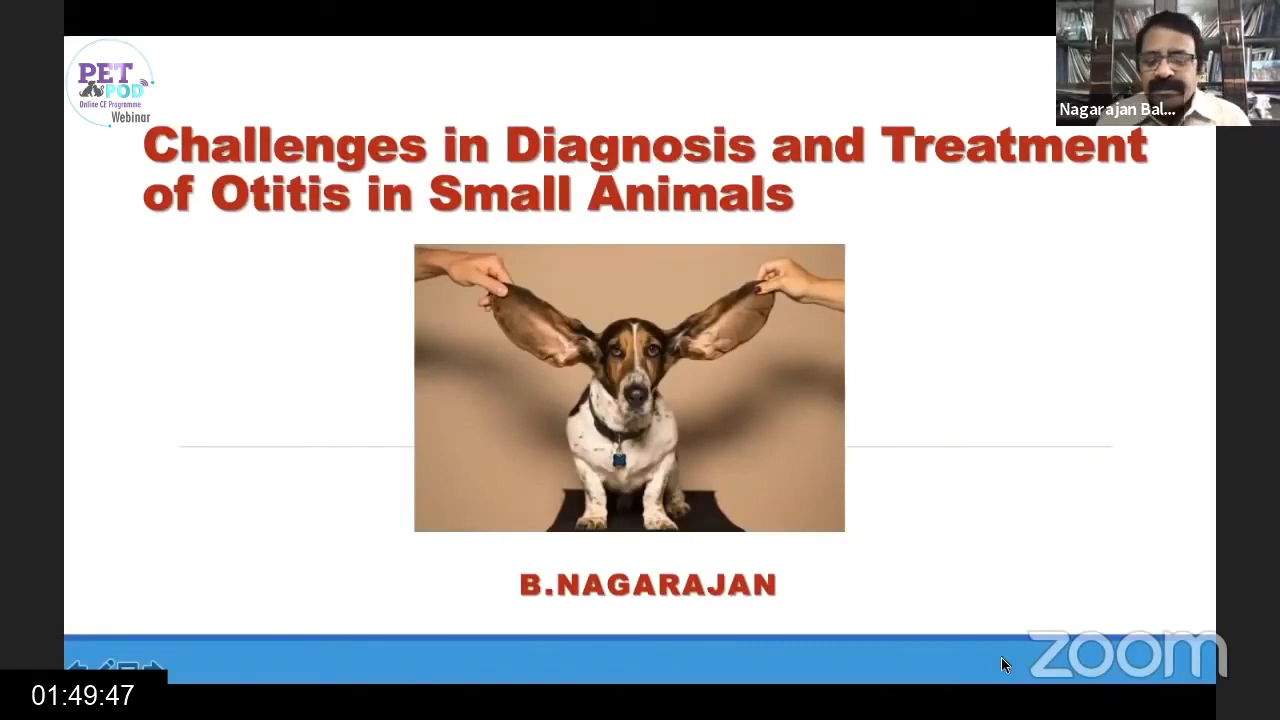 PET
POD
Online CE Programme
Webinar
Nagarajan Bal...
Challenges in Diagnosis and Treatment
of Otitis in Small Animals
B.NAGARAJAN
zoom
01:49:47